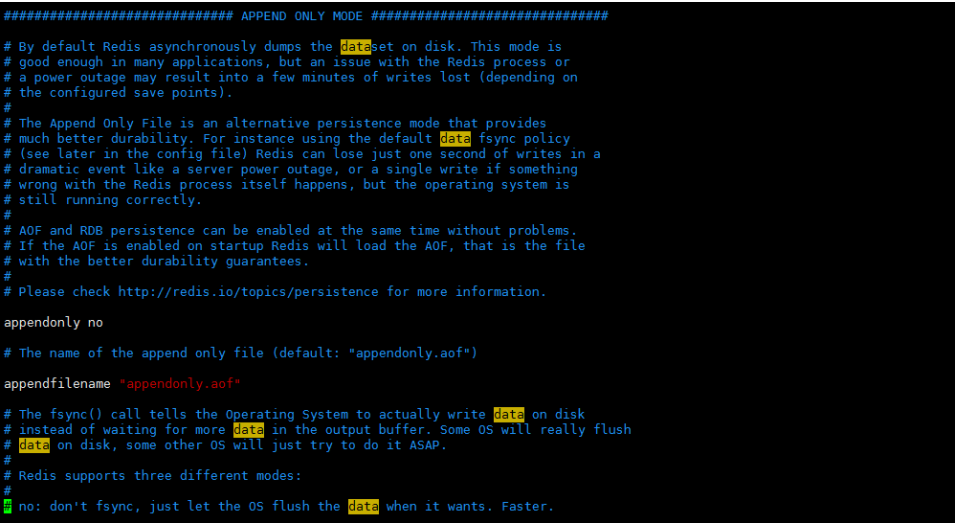 ############################## APPEND ONLY MODE ###############################
# By default Redis asynchronously dumps the dataset on disk. This mode is
# good enough in many applications, but an issue with the Redis process or
# a power outage may result into a few minutes of writes lost (depending on
# the configured save points).
#
# The Append Only File is an alternative persistence mode that provides
# much better durability. For instance using the default data fsync policy
# (see later in the config file) Redis can lose just one second of writes in a
# dramatic event like a server power outage, or a single write if something
# wrong with the Redis process itself happens, but the operating system is
# still running correctly.
#
# AOF and RDB persistence can be enabled at the same time without problems.
# If the AOF is enabled on startup Redis will load the AOF, that is the file
# with the better durability guarantees.
#
# Please check http://redis.io/topics/persistence for more information.
appendonly no
# The name of the append only file (default: "appendonly.aof")
appendfilename "appendonly.aof"
# The fsync() call tells the Operating System to actually write data on disk
# instead of waiting for more data in the output buffer. Some OS will really flush
# data on disk, some other OS will just try to do it ASAP.
#
# Redis supports three different modes:
#
# no: don't fsync, just let the OS flush the data when it wants. Faster.